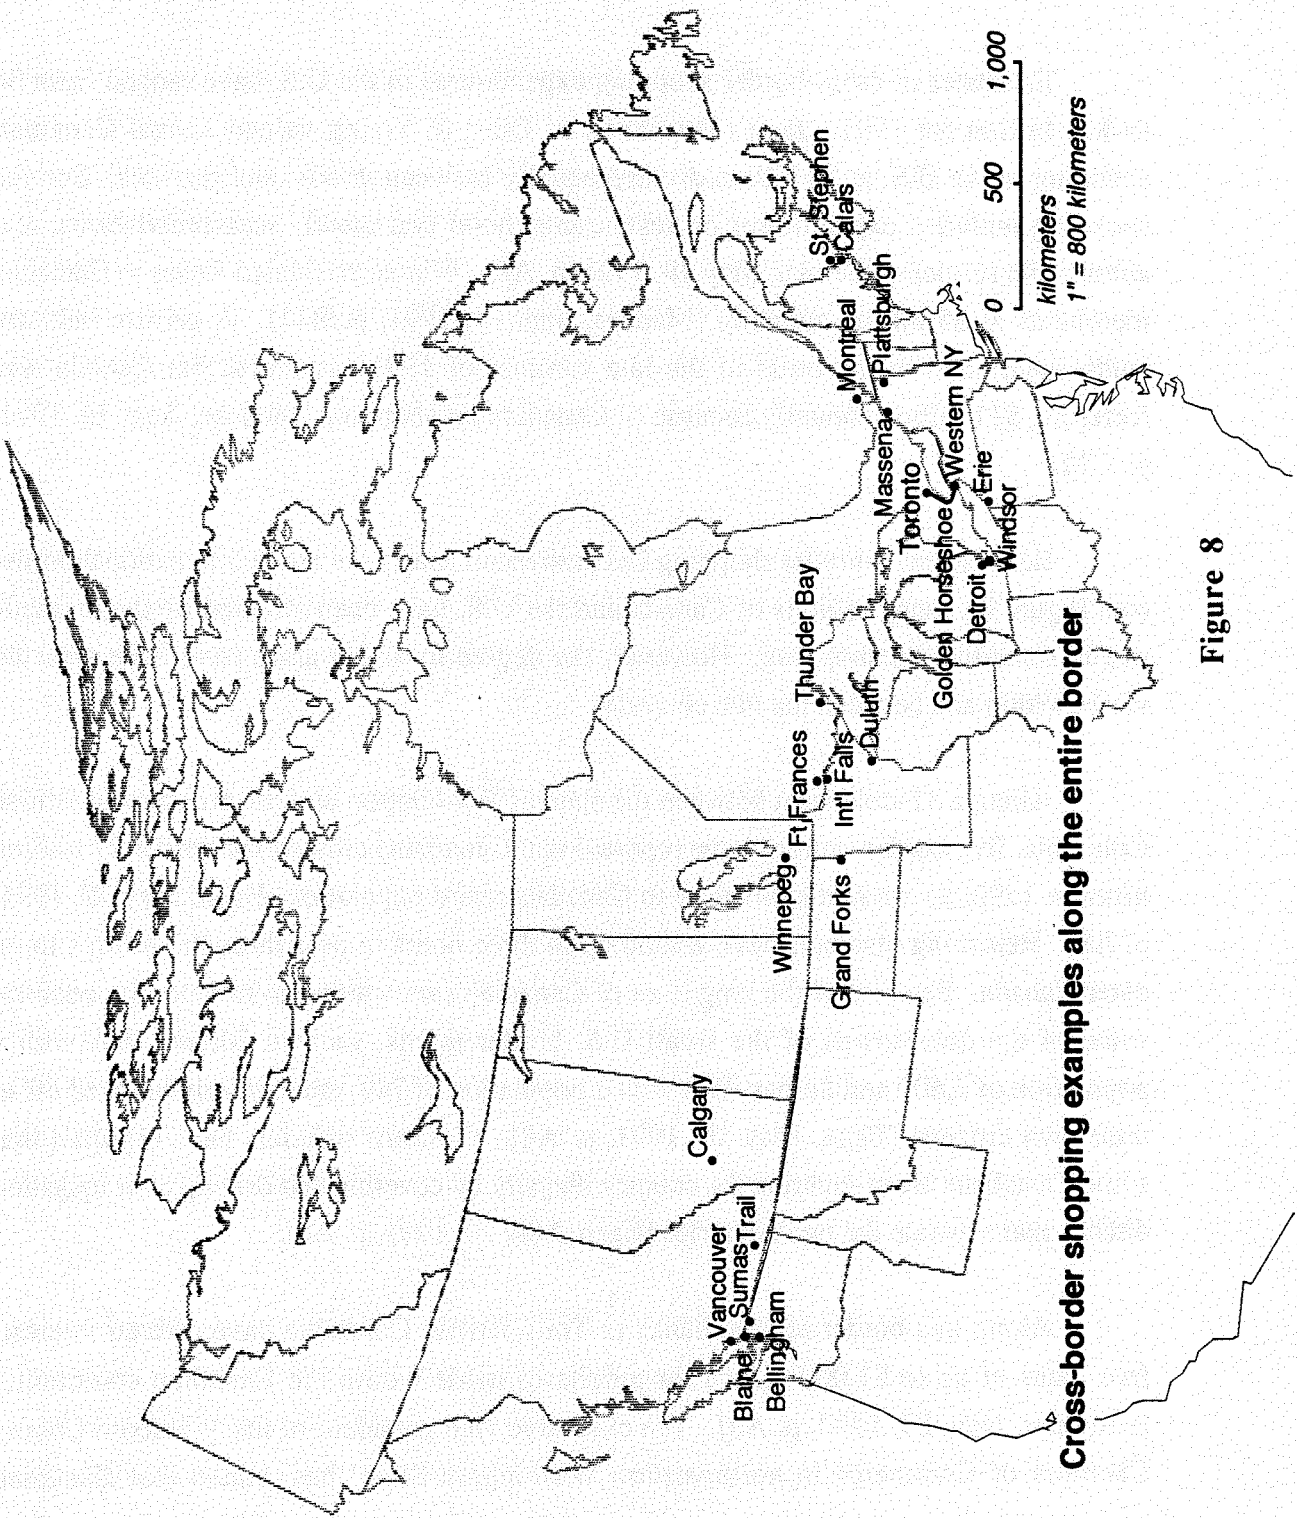 Vancouver
Sumas
Trail
Blaine
Bellingham
Calgary
Winnepeg
Grand Forks
Ft Frances
Int'l Falls
Duluth
Thunder Bay
Golden Horseshoe
Detroit
Windsor
Toronto
Erie
Western NY
Massena
Montreal
Plattsburgh
St. Stephen
Calais
0 500 1,000
kilometers
1" = 800 kilometers
Cross-border shopping examples along the entire border
Figure 8